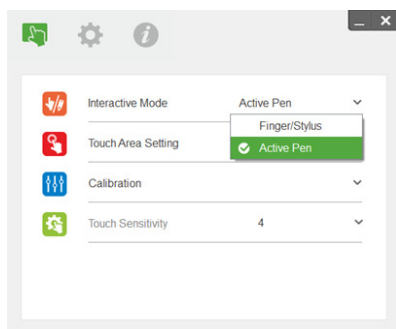 Interactive Mode Active Pen
Finger/Stylus
Touch Area Setting
Active Pen
Calibration
Touch Sensitivity 4